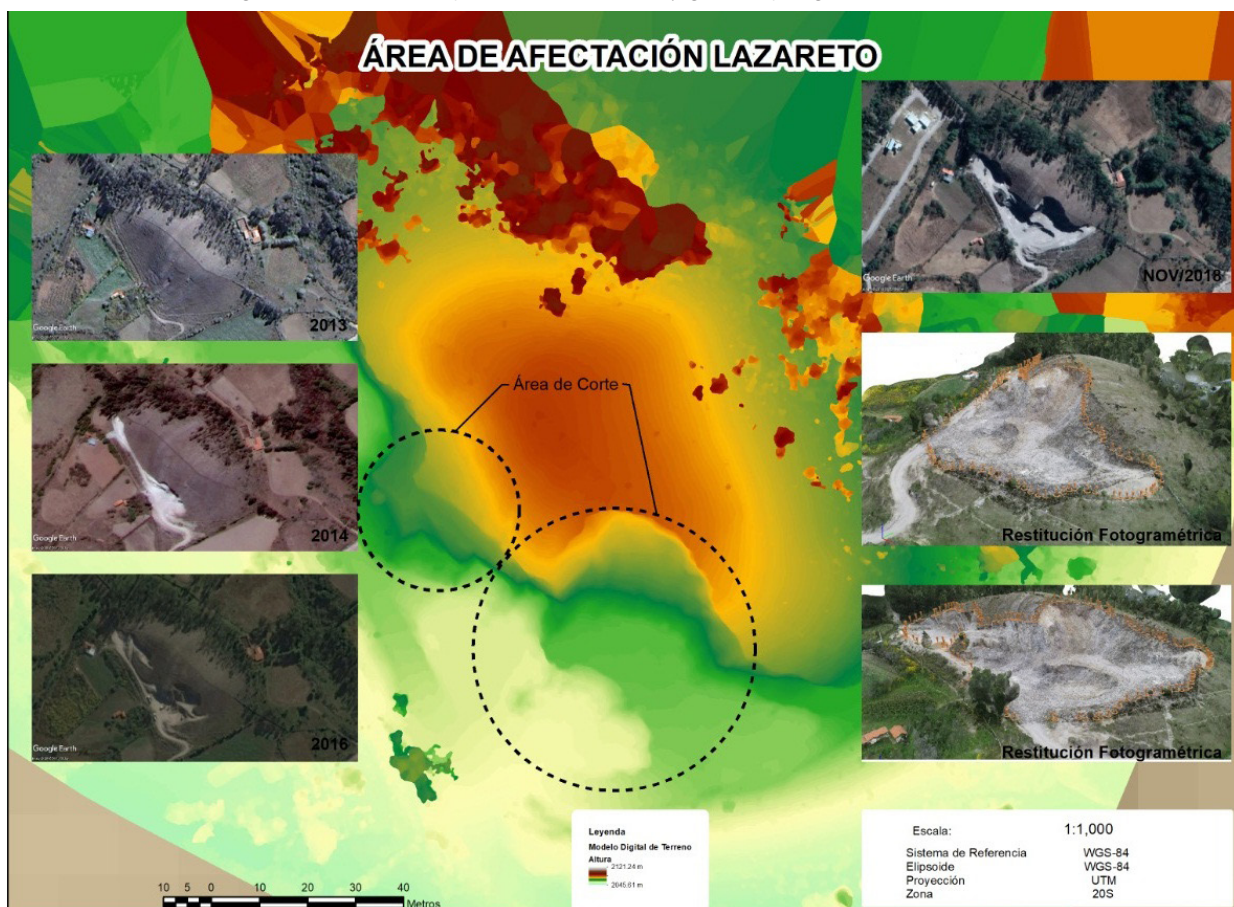 ÁREA DE AFECTACIÓN LAZARETO
Google Earth
2013
Google Earth
2014
Google Earth
2016
Área de Corte
Google Earth
NOV/2018
Restitución Fotogramétrica
Restitución Fotogramétrica
Leyenda
Modelo Digital de Terreno
Altura
2121.24 m
2045.61 m
10 5 0 10 20 30 40
Metros
Escala: 1:1,000
Sistema de Referencia WGS-84
Elipsoide WGS-84
Proyección UTM
Zona 20S